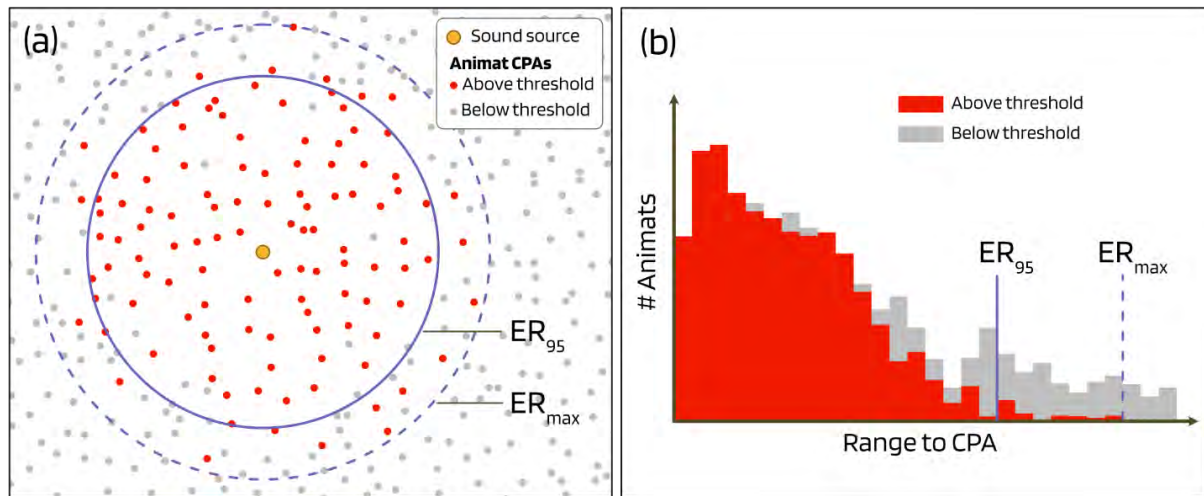 (a)
Sound source
Animat CPAs
Above threshold
Below threshold
ER95
ERmax
(b)
Above threshold
Below threshold
ER95
ERmax
# Animats
Range to CPA